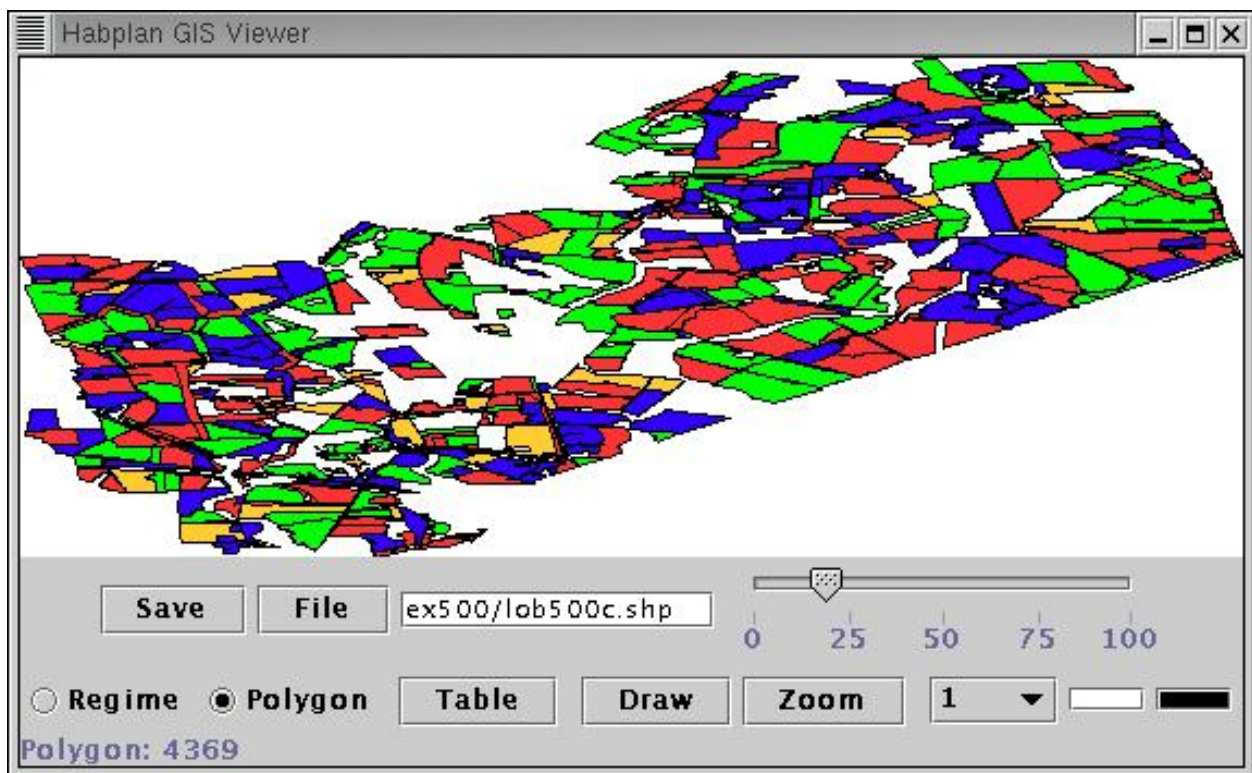 Habplan GIS Viewer
Save File ex500/lob500c.shp
0 25 50 75 100
Regime Polygon Table Draw Zoom 1
Polygon: 4369